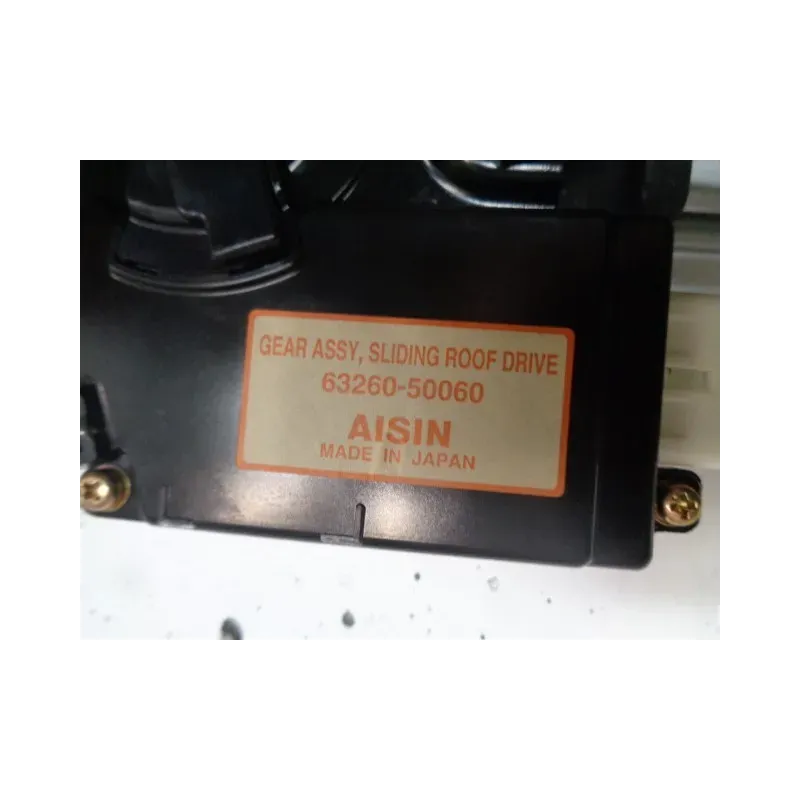 GEAR ASSY, SLIDING ROOF DRIVE
63260-50060
AISIN
MADE IN JAPAN